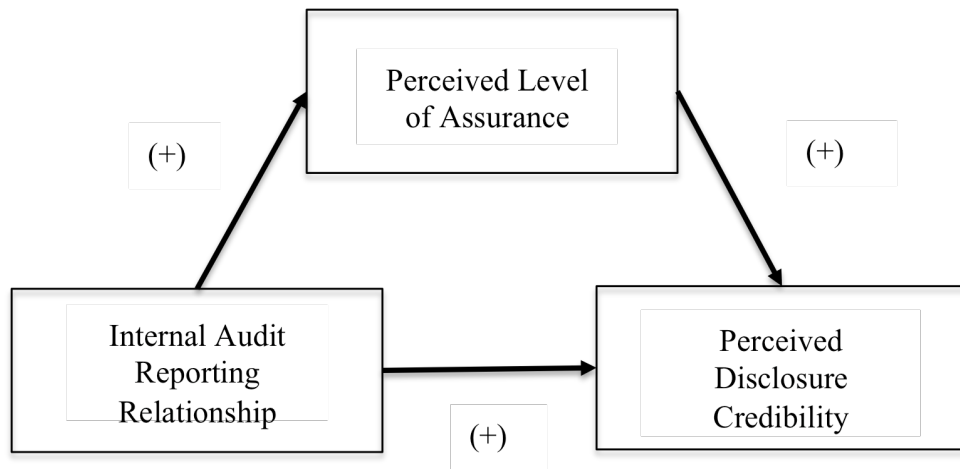 Perceived Level
of Assurance
(+)
(+)
Internal Audit
Reporting
Relationship
Perceived
Disclosure
Credibility
(+)